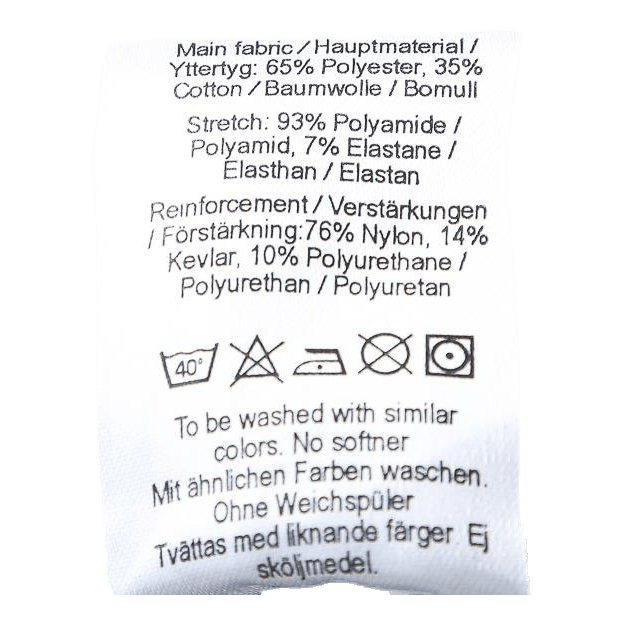 Main fabric / Hauptmaterial /
Yttertyg: 65% Polyester, 35%
Cotton / Baumwolle / Bomull
Stretch: 93% Polyamide /
Polyamid, 7% Elastane /
Elasthan / Elastan
Reinforcement / Verstärkungen
/ Förstärkning:76% Nylon, 14%
Kevlar, 10% Polyurethane /
Polyurethan / Polyuretan
40°
To be washed with similar
colors. No softner
Mit ähnlichen Farben waschen.
Ohne Weichspüler
Tvättas med liknande färger. Ej
sköljmedel.